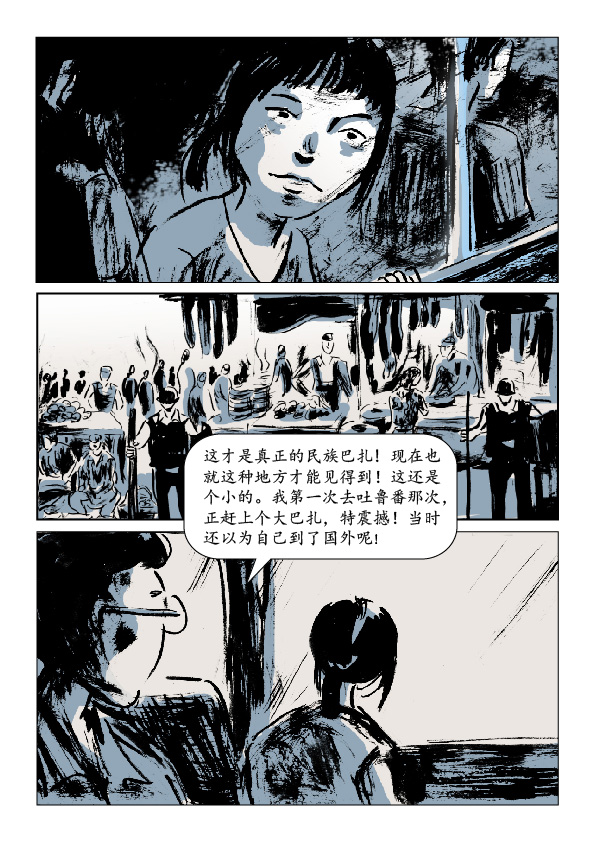 这才是真正的民族巴扎！现在也
就这种地方才能见得到！这还是
个小的。我第一次去吐鲁番那次，
正赶上个大巴扎，特震撼！当时
还以为自己到了国外呢！